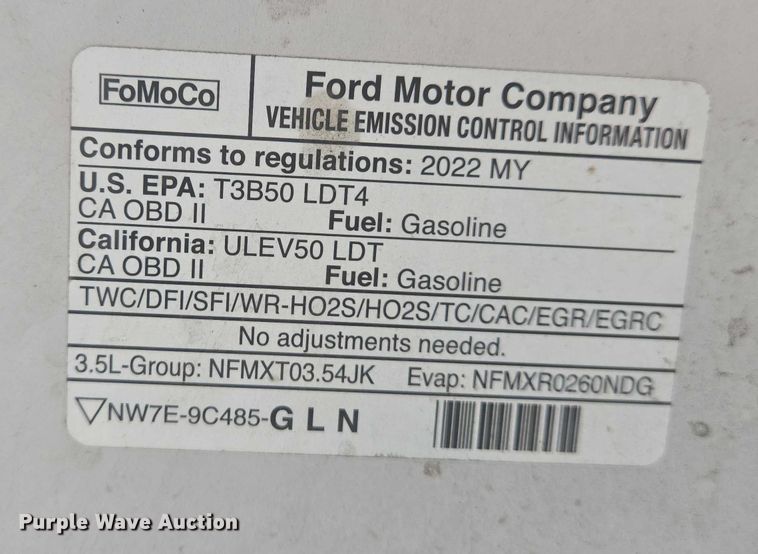 FoMoCo
Ford Motor Company
VEHICLE EMISSION CONTROL INFORMATION
Conforms to regulations: 2022 MY
U.S. EPA: T3B50 LDT4
CA OBD II Fuel: Gasoline
California: ULEV50 LDT
CA OBD II Fuel: Gasoline
TWC/DFI/SFI/WR-HO2S/HO2S/TC/CAC/EGR/EGRC
No adjustments needed.
3.5L-Group: NFMXT03.54JK Evap: NFMXR0260NDG
▽NW7E-9C485-G L N
Purple Wave Auction